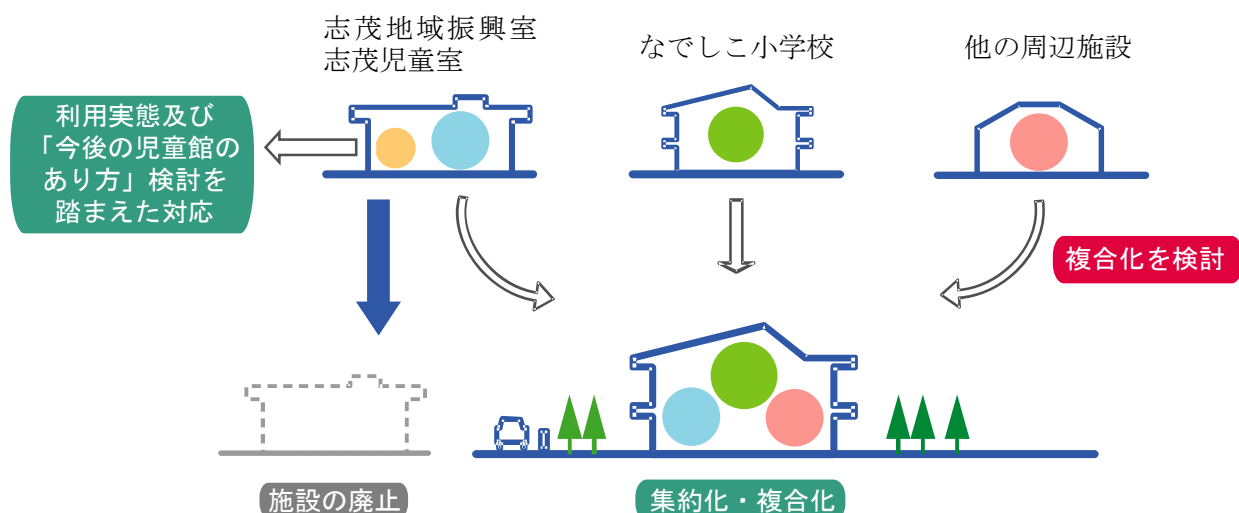 志茂地域振興室
志茂児童室
なでしこ小学校
他の周辺施設
利用実態及び
「今後の児童館の
あり方」検討を
踏まえた対応
複合化を検討
施設の廃止
集約化・複合化